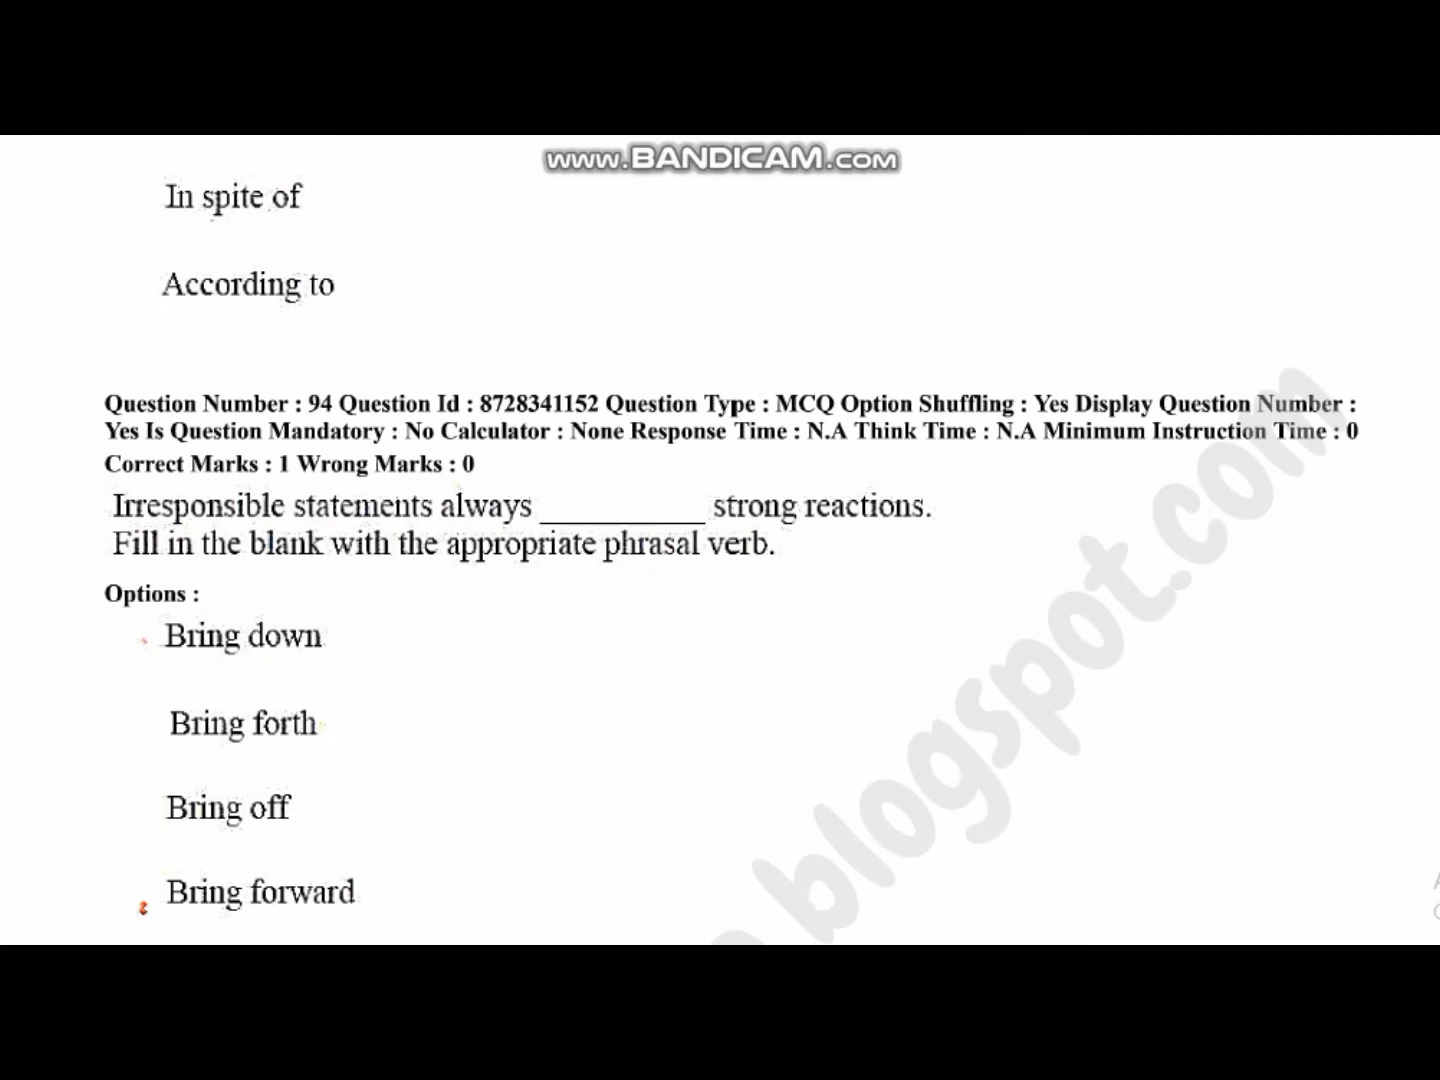 www.BANDICAM.com
In spite of
According to
Question Number : 94 Question Id : 8728341152 Question Type : MCQ Option Shuffling : Yes Display Question Number :
Yes Is Question Mandatory : No Calculator : None Response Time : N.A Think Time : N.A Minimum Instruction Time : 0
Correct Marks : 1 Wrong Marks : 0
Irresponsible statements always __________ strong reactions.
Fill in the blank with the appropriate phrasal verb.
Options :
Bring down
Bring forth
Bring off
Bring forward
blogspot.com